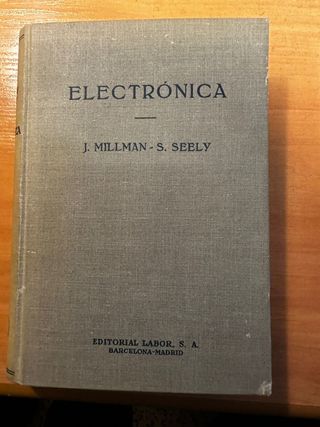 ELECTRÓNICA
J. MILLMAN - S. SEELY
EDITORIAL LABOR, S. A.
BARCELONA-MADRID